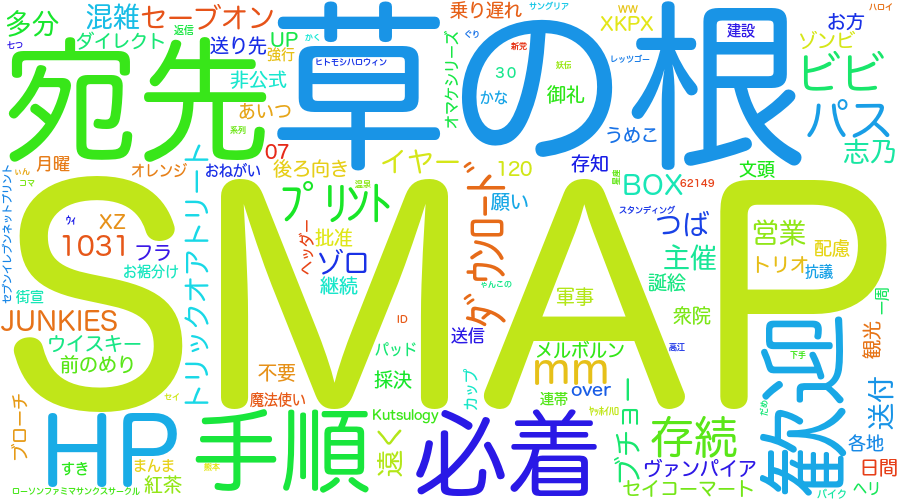 多分
混雑
セーブオン
乗り遅れ
サングリア
ww
XKPX
ハロイ
お方
七つ
ダイレクト
返信
送り先
UP
かく
強行
ぐり
新党
レッツゴー
建設
ゾンビ
宛先
草の根
非公式
ヒトモシハロウィン
オマケシリーズ
30
妖伝
ビビ
あいつ
かな
御礼
パス
系列
うめこ
志乃
07
月曜
オレンジ
おねがい
後ろ向き
イヤー
120
存知
文頭
いん
コマ
温泉
星座
BOX
62149
セブンイレブンネットプリント
トリックオアトリート
プリント
ダウンロード
願い
スタンディング
つば
SMAP
ウィ
XZ
1031
フラ
ヘッダー
批准
ゾロ
営業
配慮
主催
トリオ
抗議
お裾分け
継続
ゃんこの
誕絵
街宣
軍事
一周
JUNKIES
ID
衆院
ウイスキー
送信
観光
前のめり
パッド
メルボルン
高江
下手
歓迎
不要
採決
mm
over
セイ
魔法使い
カップ
連帯
ブローチ
HP
手順
Kutsulogy
必着
ヤッホイハロ
ブチョー
存続
だめ
送付
各地
すき
まんま
熊本
遠く
ヴァンパイア
日間
紅茶
セイコーマート
ヘリ
ローソンファミマサンクスサークル
バイク